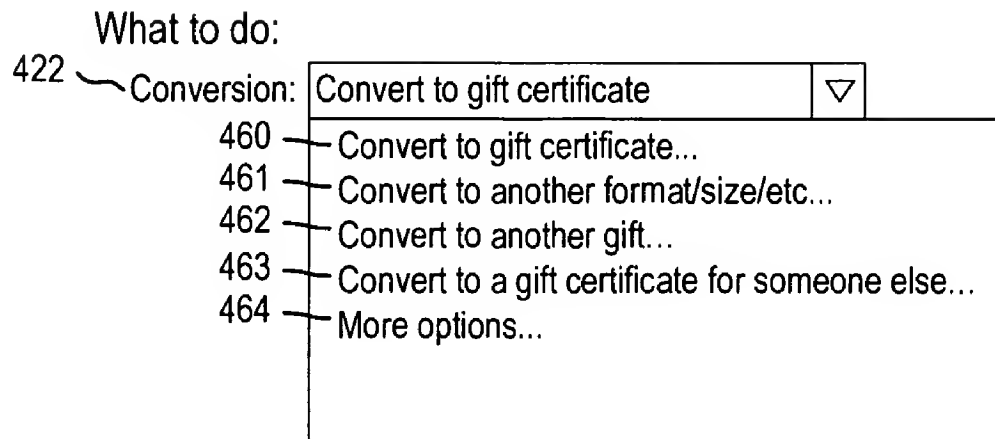 What to do:
422 Conversion: Convert to gift certificate
460 Convert to gift certificate...
461 Convert to another format/size/etc...
462 Convert to another gift...
463 Convert to a gift certificate for someone else...
464 More options...